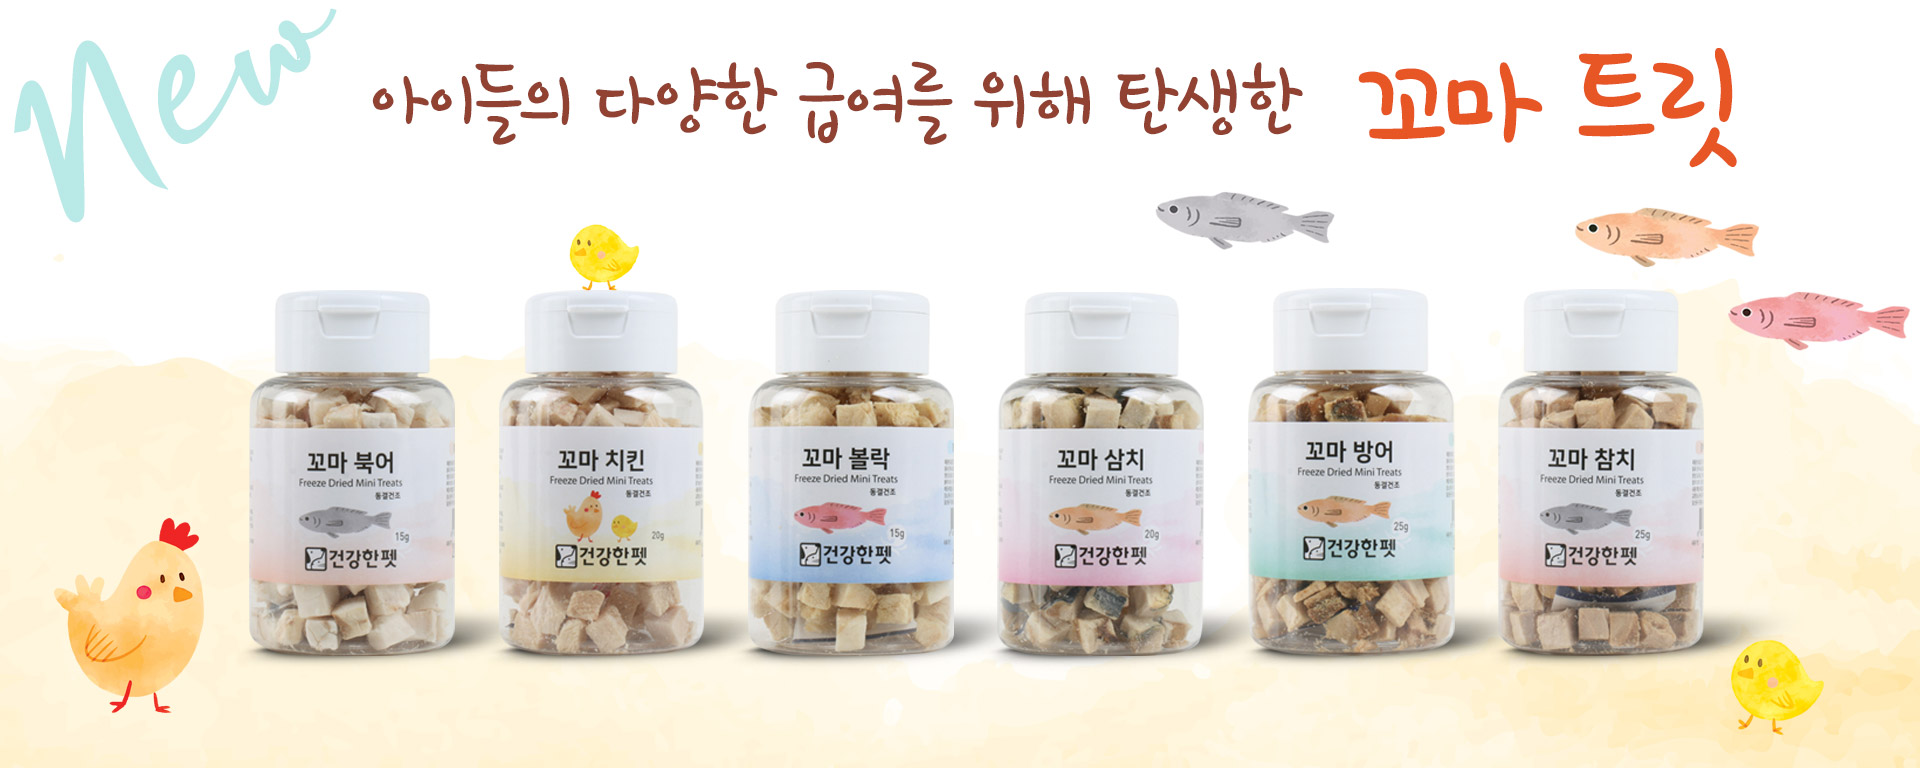 New
아이들의 다양한 급여를 위해 탄생한 꼬마 트릿
꼬마 북어
Freeze Dried Mini Treats
동결건조
15g
건강한펫
꼬마 치킨
Freeze Dried Mini Treats
동결건조
20g
건강한펫
꼬마 볼락
Freeze Dried Mini Treats
동결건조
15g
건강한펫
꼬마 삼치
Freeze Dried Mini Treats
동결건조
20g
건강한펫
꼬마 방어
Freeze Dried Mini Treats
동결건조
25g
건강한펫
꼬마 참치
Freeze Dried Mini Treats
동결건조
25g
건강한펫